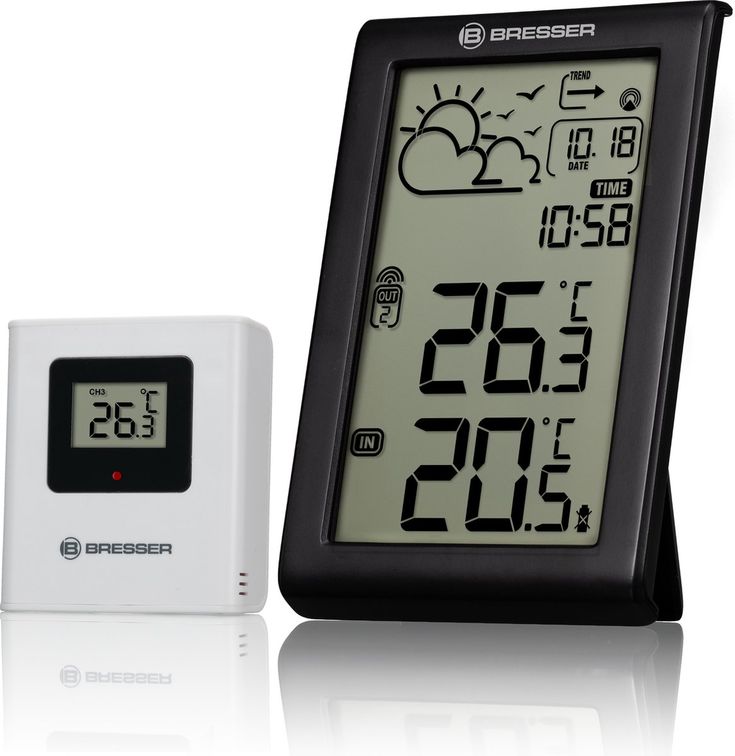 BRESSER
TREND
10. 18
DATE
TIME
10:58
OUT
2
26.3 °C
IN
20.5 °C
CH3
26.3 °C
BRESSER